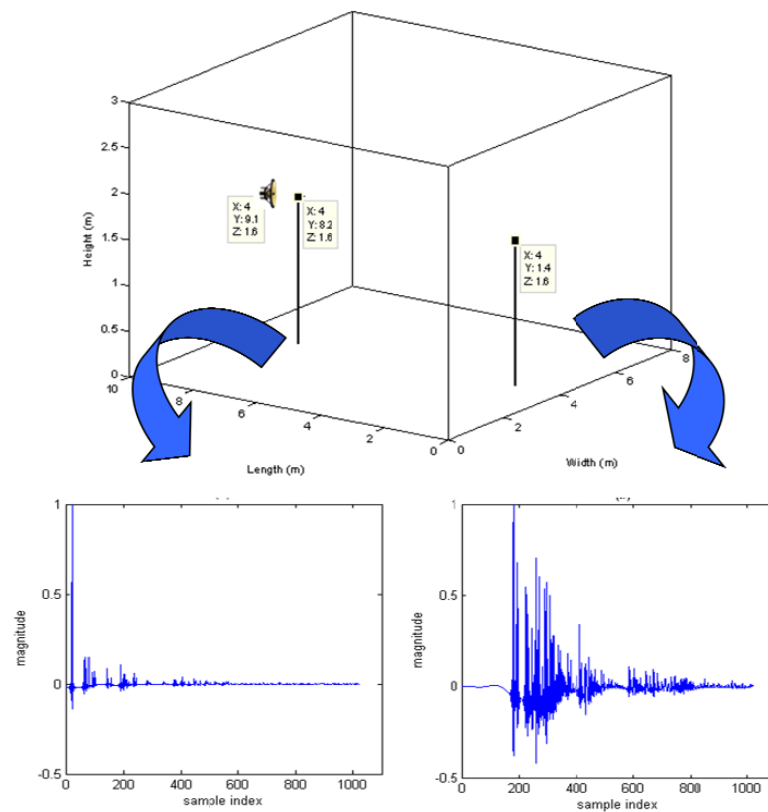 3
2.5
2
1.5
1
0.5
0
Height (m)
X: 4
Y: 9.1
Z: 1.6
X: 4
Y: 8.2
Z: 1.6
X: 4
Y: 1.4
Z: 1.6
10
8
6
4
2
0
Length (m)
0
2
4
6
8
Width (m)
1
0.5
0
-0.5
magnitude
0
200
400
600
800
1000
sample index
1
0.5
0
-0.5
magnitude
0
200
400
600
800
1000
sample index